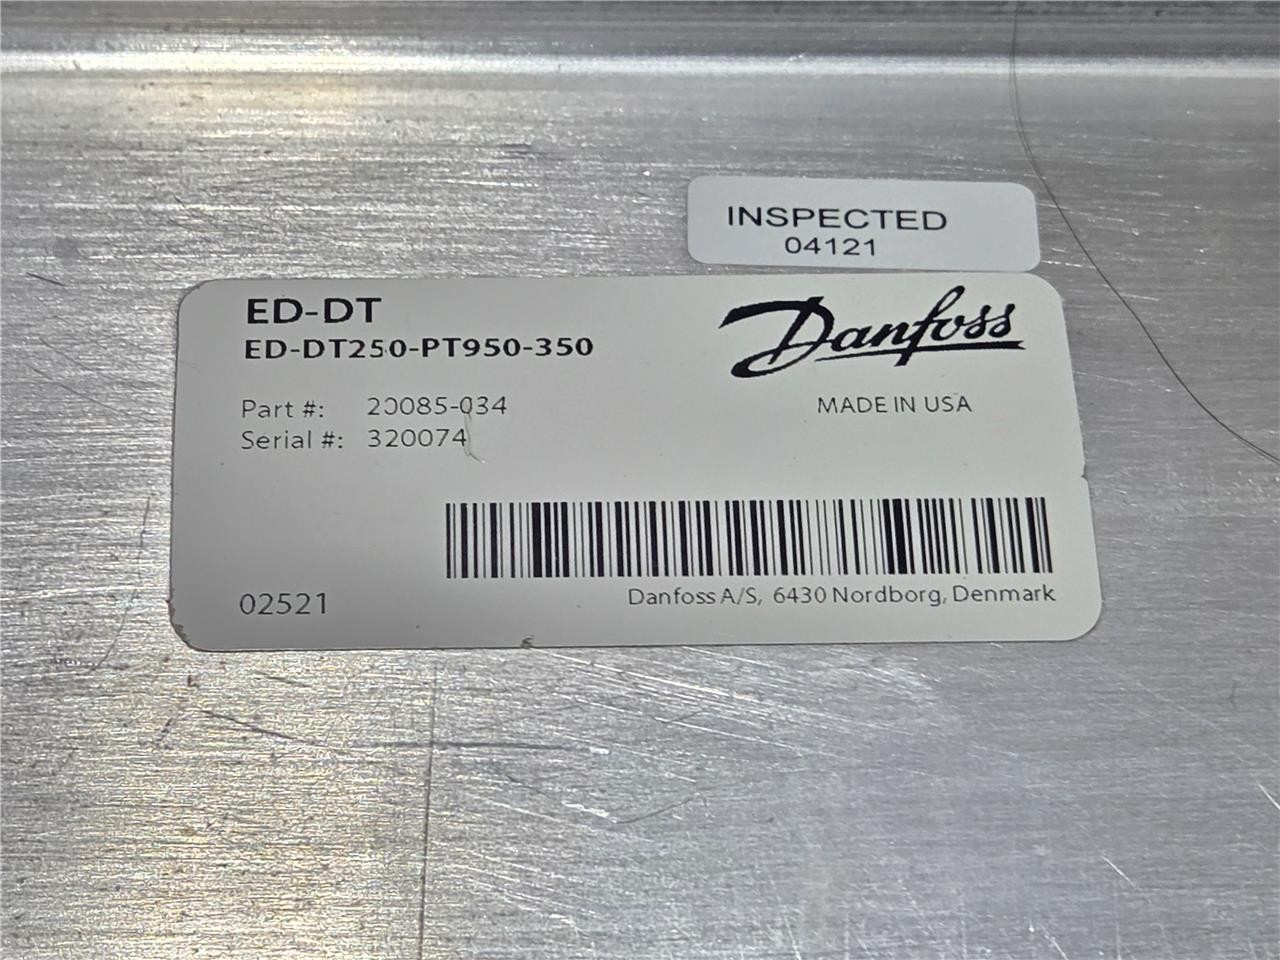 INSPECTED
04121
ED-DT
ED-DT250-PT950-350
Danfoss
MADE IN USA
Part #: 20085-034
Serial #: 320074
Danfoss A/S, 6430 Nordborg, Denmark
02521